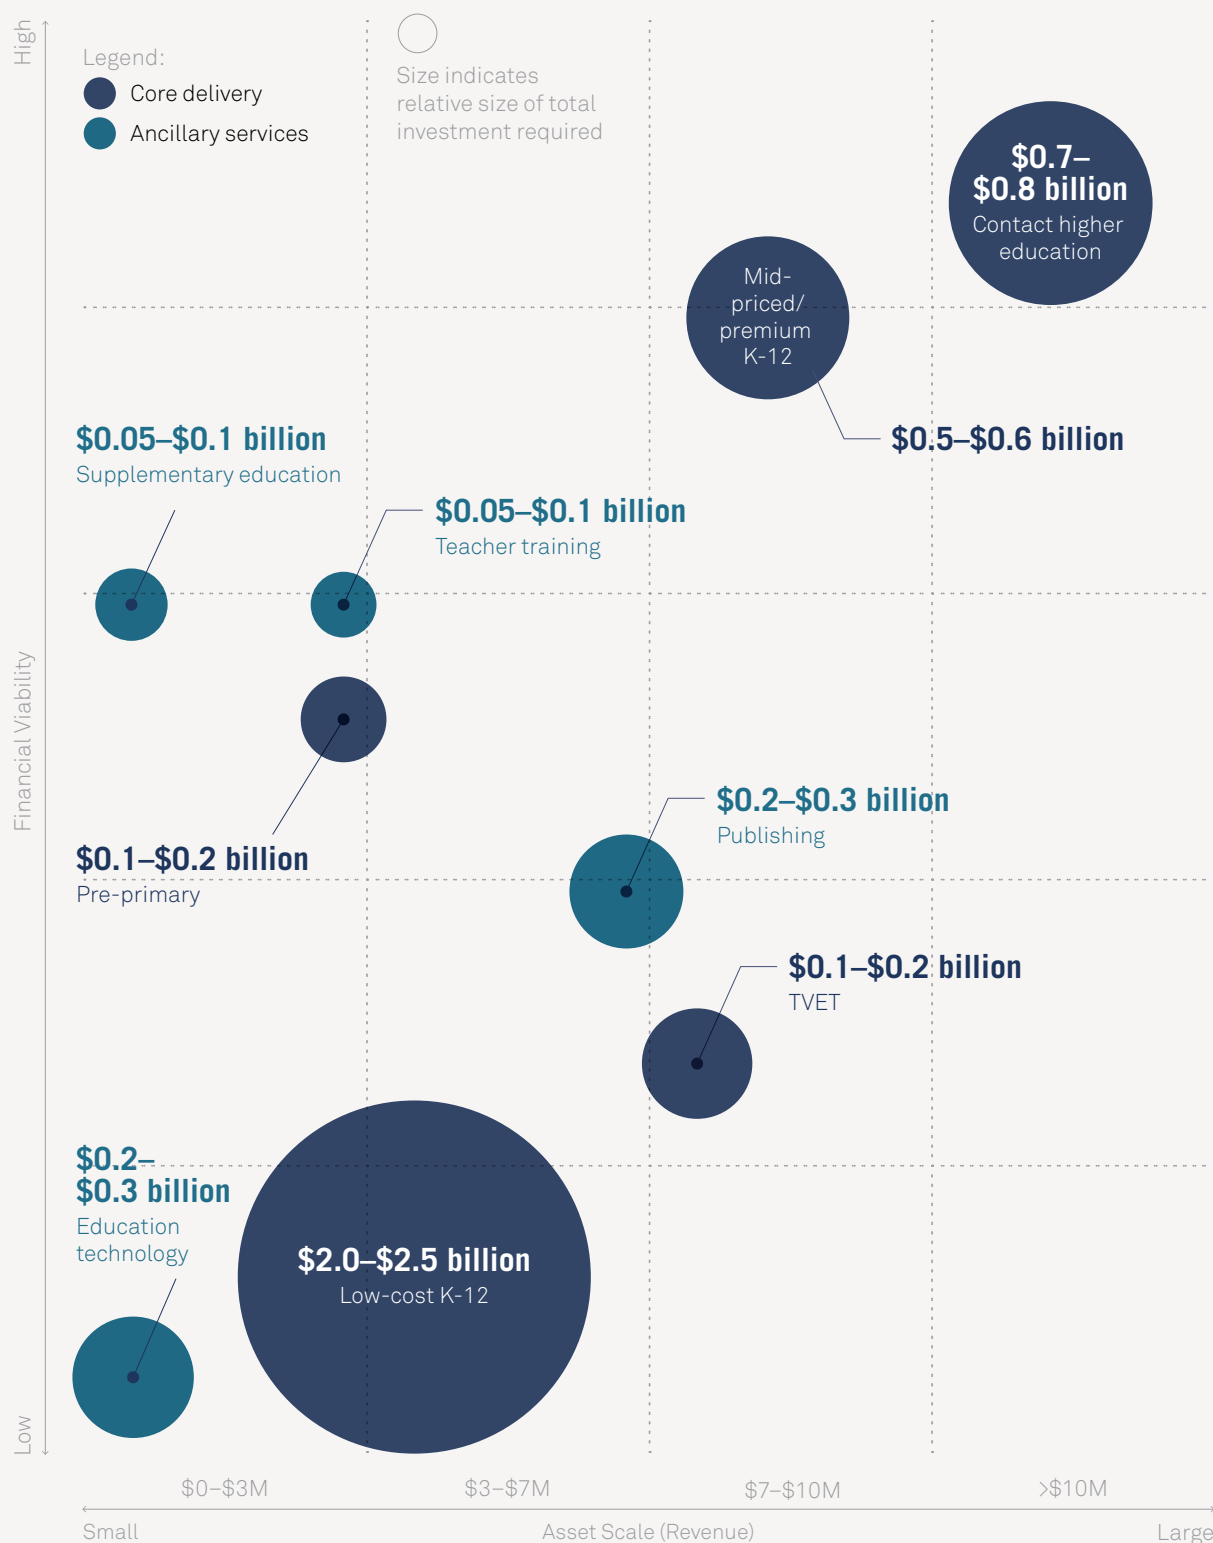 High
Legend:
Core delivery
Ancillary services
Size indicates
relative size of total
investment required
$0.7–
$0.8 billion
Contact higher
education
Mid-
priced/
premium
K-12
$0.5–$0.6 billion
$0.05–$0.1 billion
Supplementary education
$0.05–$0.1 billion
Teacher training
Financial Viability
$0.1–$0.2 billion
Pre-primary
$0.2–$0.3 billion
Publishing
$0.1–$0.2 billion
TVET
$0.2–
$0.3 billion
Education
technology
$2.0–$2.5 billion
Low-cost K-12
Low
$0–$3M
$3–$7M
$7–$10M
>$10M
Small
Asset Scale (Revenue)
Large